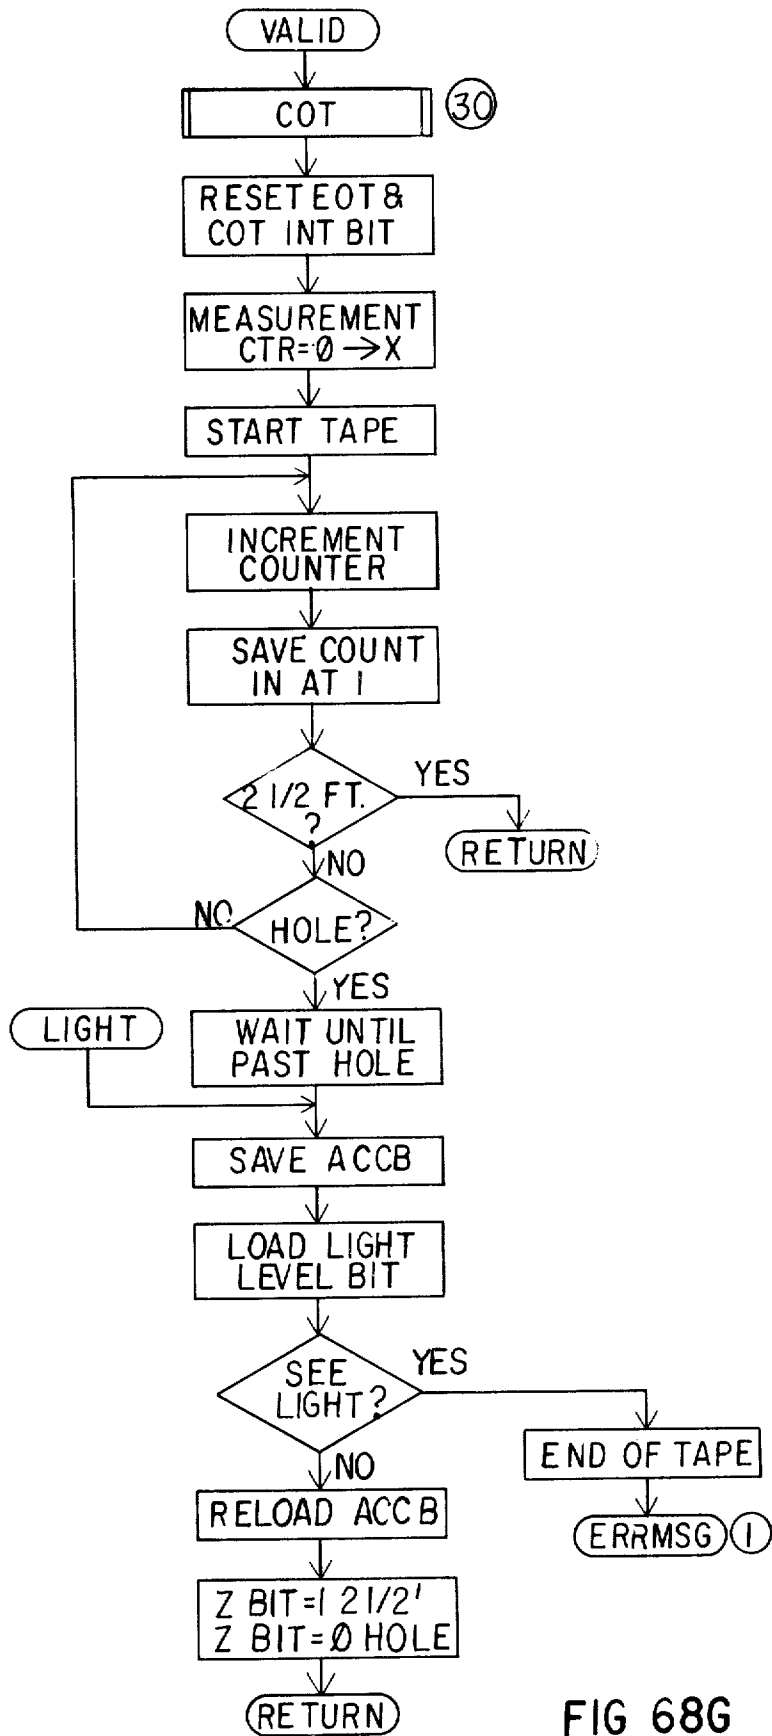 VALID
COT
30
RESET EOT &
COT INT BIT
MEASUREMENT
CTR=Ø→X
START TAPE
INCREMENT
COUNTER
SAVE COUNT
IN AT 1
2 1/2 FT.
?
YES
RETURN
NO
HOLE?
NO
YES
LIGHT
WAIT UNTIL
PAST HOLE
SAVE ACCB
LOAD LIGHT
LEVEL BIT
SEE
LIGHT?
YES
END OF TAPE
ERRMSG
1
NO
RELOAD ACCB
Z BIT=1 2 1/2'
Z BIT=Ø HOLE
RETURN
FIG 68G